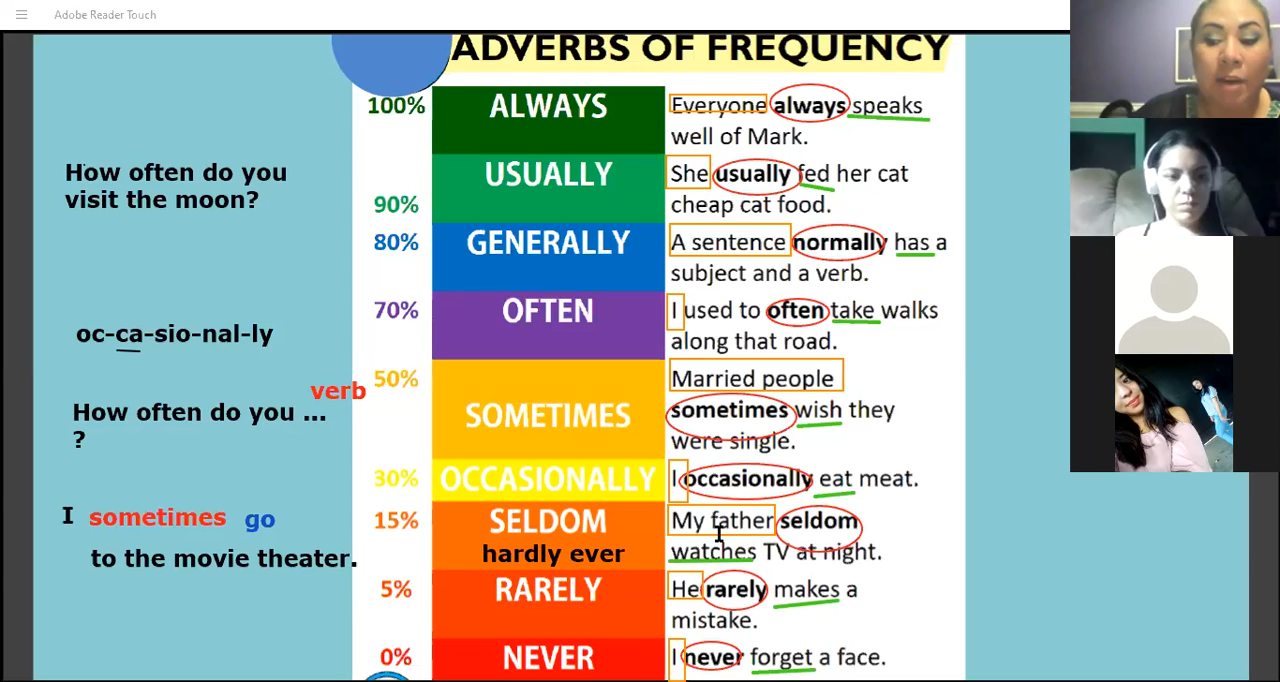 Adobe Reader Touch
ADVERBS OF FREQUENCY
100% ALWAYS Everyone always speaks
well of Mark.
How often do you
visit the moon?
USUALLY She usually fed her cat
90% cheap cat food.
80% GENERALLY A sentence normally has a
subject and a verb.
70% OFTEN I used to often take walks
along that road.
oc-ca-sio-nal-ly
verb
50% Married people
How often do you ...
?
SOMETIMES sometimes wish they
were single.
30% OCCASIONALLY I occasionally eat meat.
I sometimes go
to the movie theater.
15% SELDOM My father seldom
hardly ever watches TV at night.
5% RARELY He rarely makes a
mistake.
0% NEVER I never forget a face.